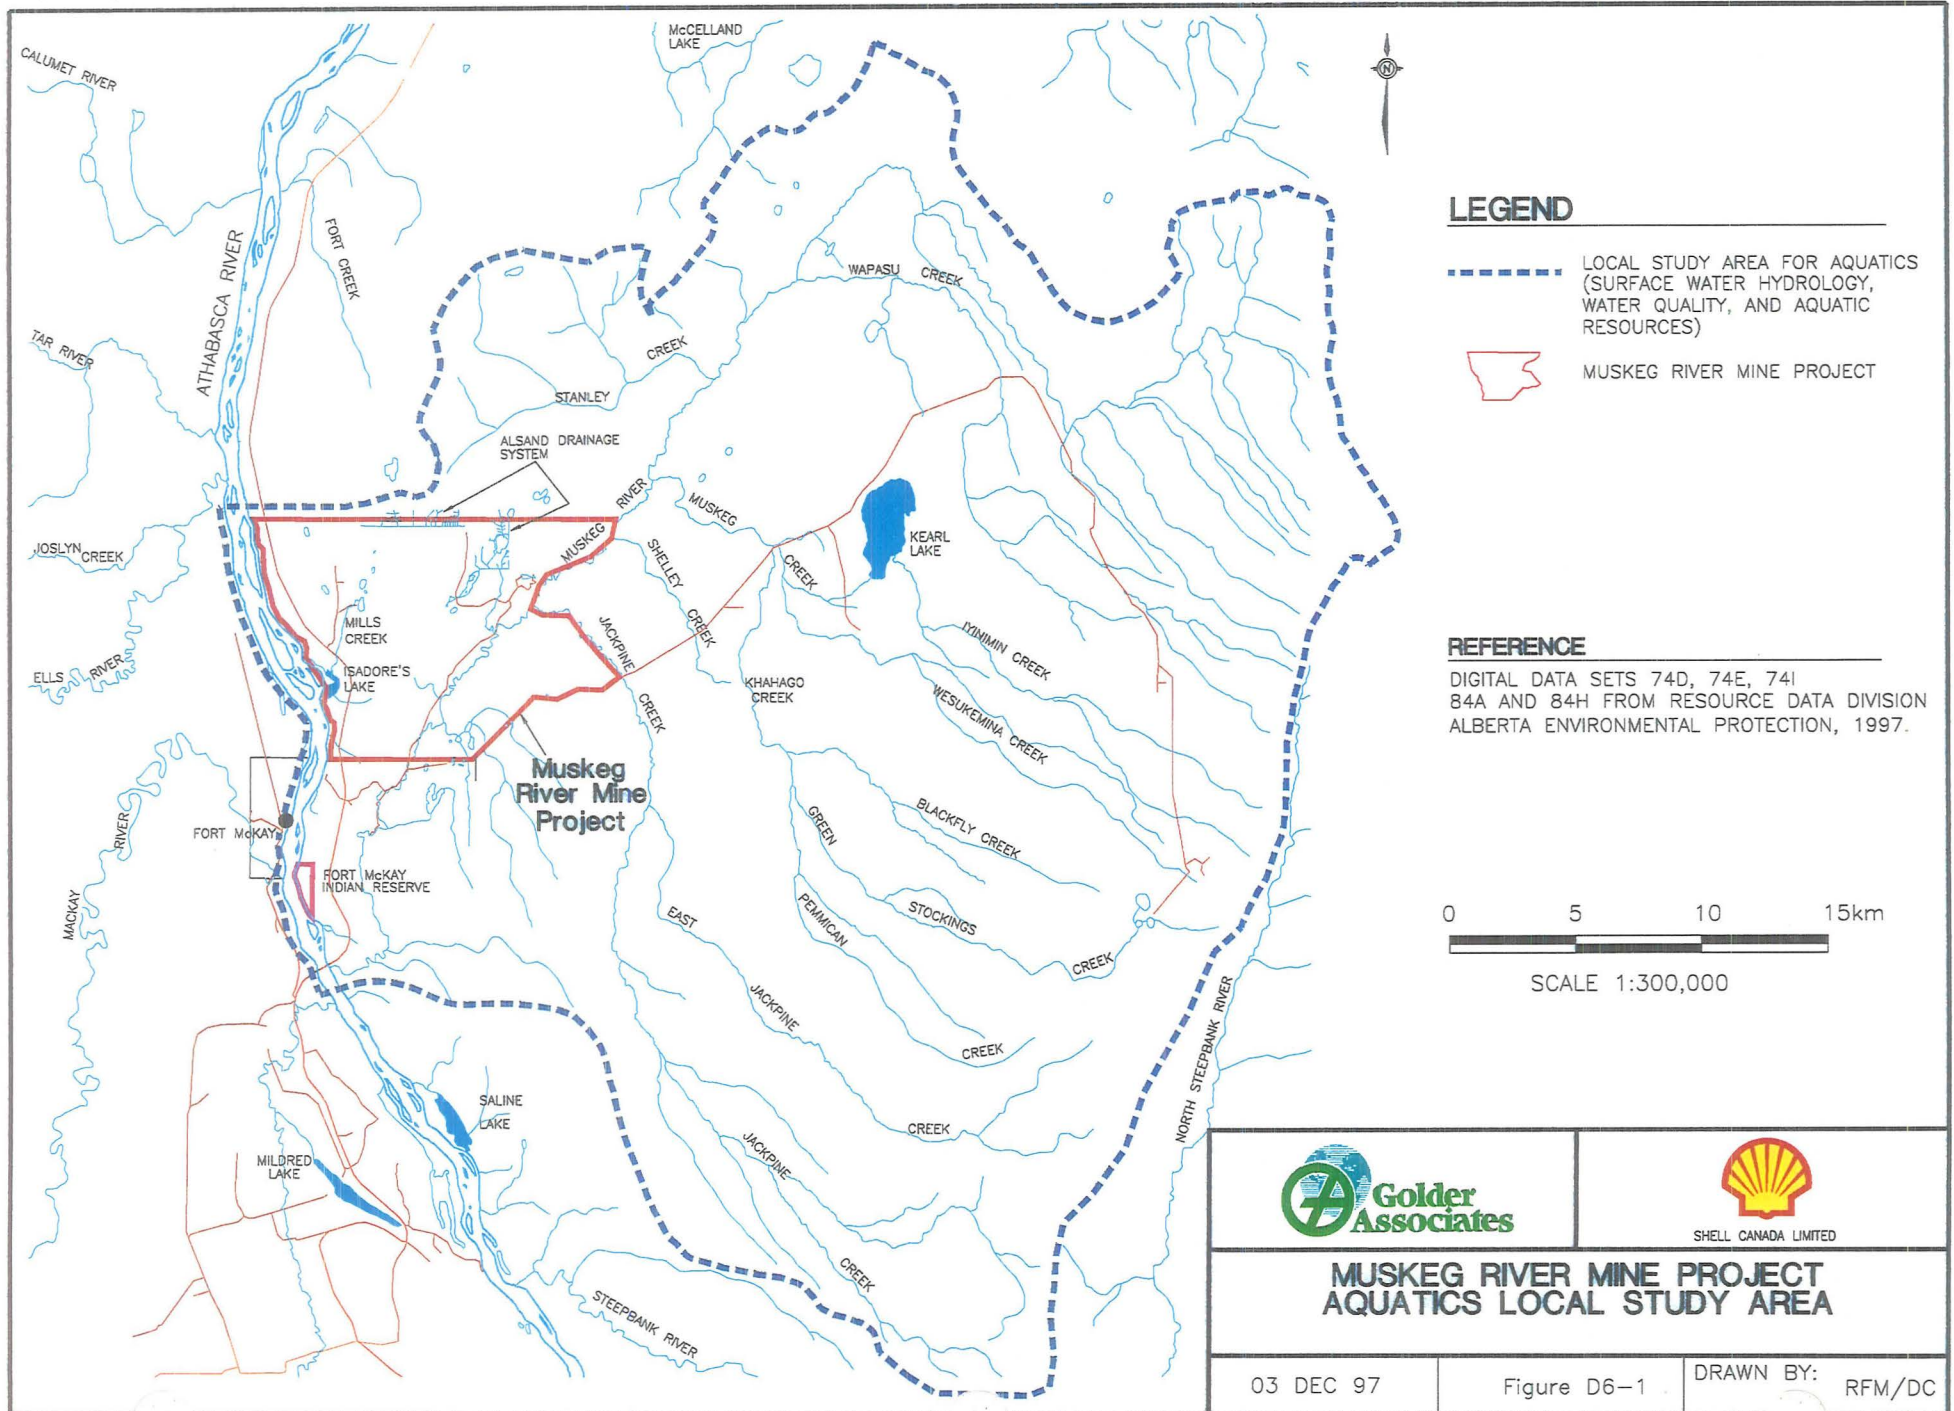 McCELLAND
LAKE
CALUMET RIVER
N
FORT CREEK
ATHABASCA RIVER
WAPASU CREEK
TAR RIVER
CREEK
STANLEY
ALSAND DRAINAGE
SYSTEM
RIVER
MUSKEG
MUSKEG
CREEK
KEARL
LAKE
SHELLEY
CREEK
JOSLYN
CREEK
MILLS
CREEK
JACKPINE
CREEK
IYINIMIN CREEK
ELLS RIVER
ISADORE'S
LAKE
KHAHAGO
CREEK
WESUKEMINA CREEK
Muskeg
River Mine
Project
FORT McKAY
RIVER
MACKAY
GREEN
STOCKINGS
CREEK
BLACKFLY CREEK
FORT McKAY
INDIAN RESERVE
EAST
JACKPINE
CREEK
PEMMICAN
CREEK
NORTH STEEPBANK RIVER
SALINE
LAKE
MILDRED
LAKE
JACKPINE
CREEK
STEEPBANK RIVER
LEGEND
LOCAL STUDY AREA FOR AQUATICS
(SURFACE WATER HYDROLOGY,
WATER QUALITY, AND AQUATIC
RESOURCES)
MUSKEG RIVER MINE PROJECT
REFERENCE
DIGITAL DATA SETS 74D, 74E, 74I
84A AND 84H FROM RESOURCE DATA DIVISION
ALBERTA ENVIRONMENTAL PROTECTION, 1997.
0 5 10 15km
SCALE 1:300,000
Golder
Associates
SHELL CANADA LIMITED
MUSKEG RIVER MINE PROJECT
AQUATICS LOCAL STUDY AREA
03 DEC 97
Figure D6-1
DRAWN BY: RFM/DC